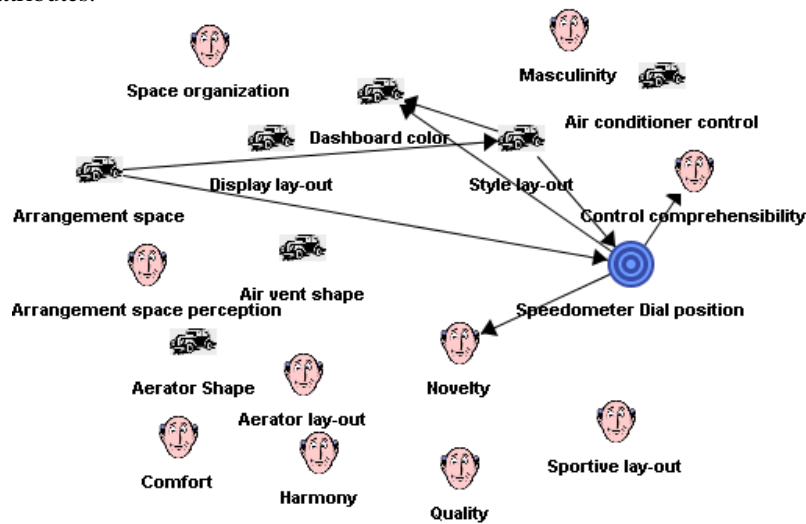 Space organization
Masculinity
Air conditioner control
Dashboard color
Display lay-out
Style lay-out
Arrangement space
Control comprehensibility
Air vent shape
Arrangement space perception
Speedometer Dial position
Aerator Shape
Novelty
Aerator lay-out
Sportive lay-out
Comfort
Harmony
Quality